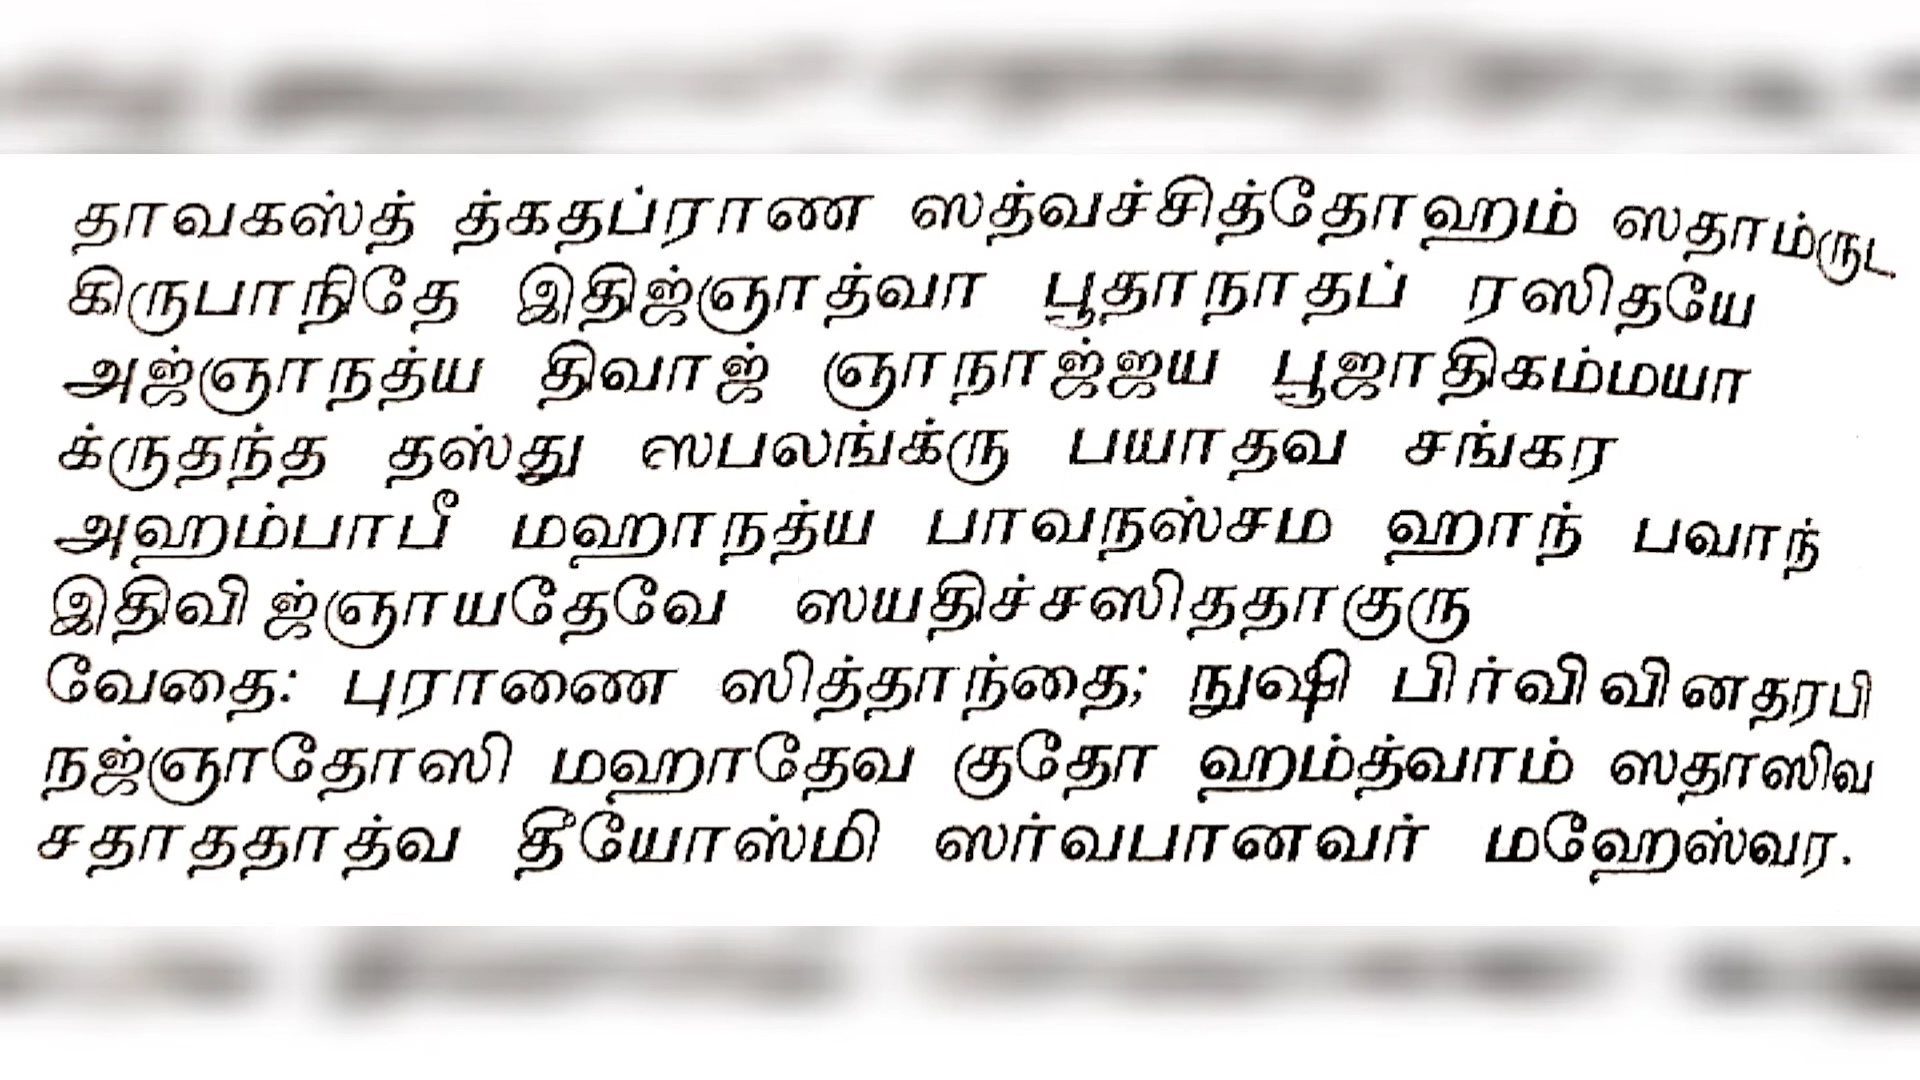 தாவகஸ்த் த்கதப்ராண ஸத்வச்சித்தோஹம் ஸதாம்ருட
கிருபாநிதே இதிஜ்ஞாத்வா பூதாநாதப் ரஸிதயே
அஜ்ஞாநத்ய திவாஜ் ஞாநாஜ்ஜய பூஜாதிகம்மயா
க்ருதந்த தஸ்து ஸபலங்க்ரு பயாதவ சங்கர
அஹம்பாபீ மஹாநத்ய பாவநஸ்சம ஹாந் பவாந்
இதிவி ஜ்ஞாயதேவே ஸயதிச்சஸிததாகுரு
வேதை: புராணை ஸித்தாந்தை; நுஷி பிர்வி வினதரபி
நஜ்ஞாதோஸி மஹாதேவ குதோ ஹம்த்வாம் ஸதாஸிவ
சதாததாத்வ தீயோஸ்மி ஸர்வபானவர் மஹேஸ்வர.